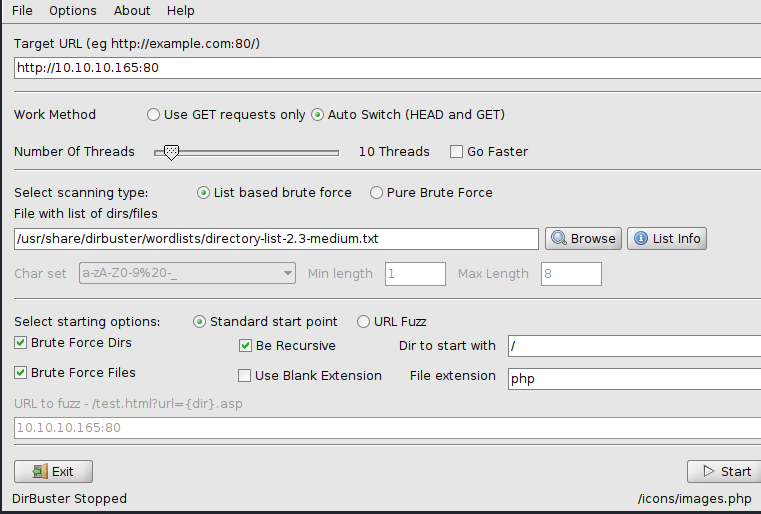 File Options About Help
Target URL (eg http://example.com:80/)
http://10.10.10.165:80
Work Method Use GET requests only Auto Switch (HEAD and GET)
Number Of Threads 10 Threads Go Faster
Select scanning type: List based brute force Pure Brute Force
File with list of dirs/files
/usr/share/dirbuster/wordlists/directory-list-2.3-medium.txt Browse List Info
Char set a-zA-Z0-9%20-_ Min length 1 Max Length 8
Select starting options: Standard start point URL Fuzz
Brute Force Dirs Be Recursive Dir to start with /
Brute Force Files Use Blank Extension File extension php
URL to fuzz - /test.html?url={dir}.asp
10.10.10.165:80
Exit Start
DirBuster Stopped /icons/images.php